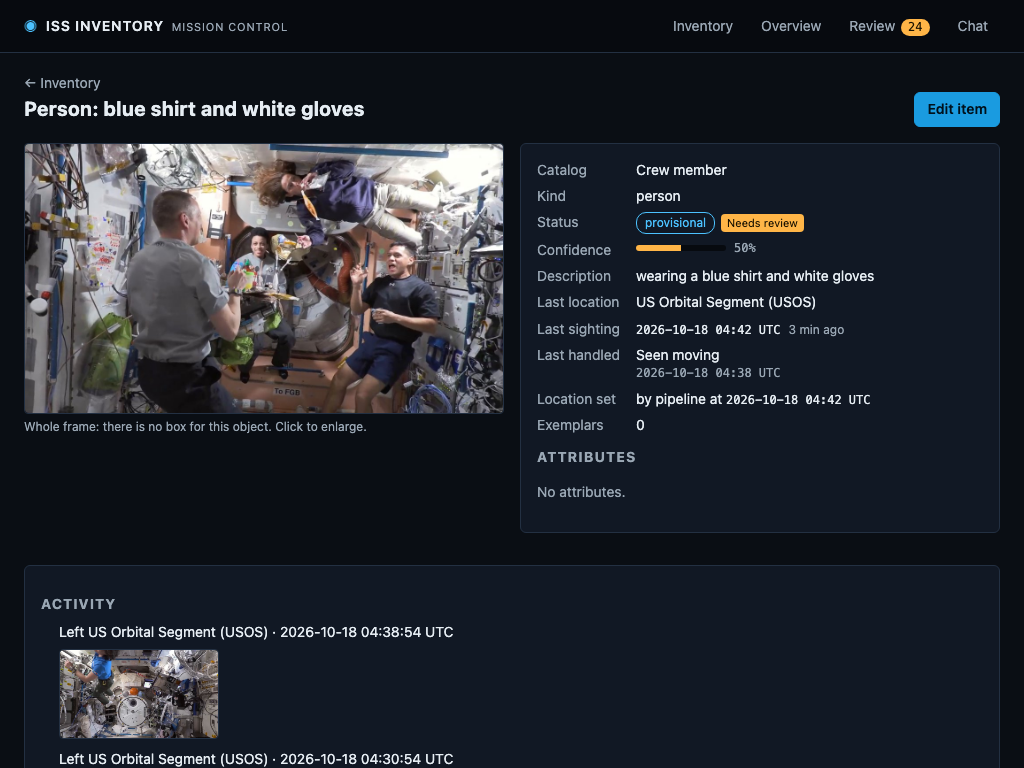 ISS INVENTORY MISSION CONTROL
Inventory
Overview
Review 24
Chat
← Inventory
Person: blue shirt and white gloves
Edit item
To FGB
Whole frame: there is no box for this object. Click to enlarge.
Catalog Crew member
Kind person
Status provisional Needs review
Confidence 50%
Description wearing a blue shirt and white gloves
Last location US Orbital Segment (USOS)
Last sighting 2026-10-18 04:42 UTC 3 min ago
Last handled Seen moving
2026-10-18 04:38 UTC
Location set by pipeline at 2026-10-18 04:42 UTC
Exemplars 0
ATTRIBUTES
No attributes.
ACTIVITY
Left US Orbital Segment (USOS) · 2026-10-18 04:38:54 UTC
Left US Orbital Segment (USOS) · 2026-10-18 04:30:54 UTC